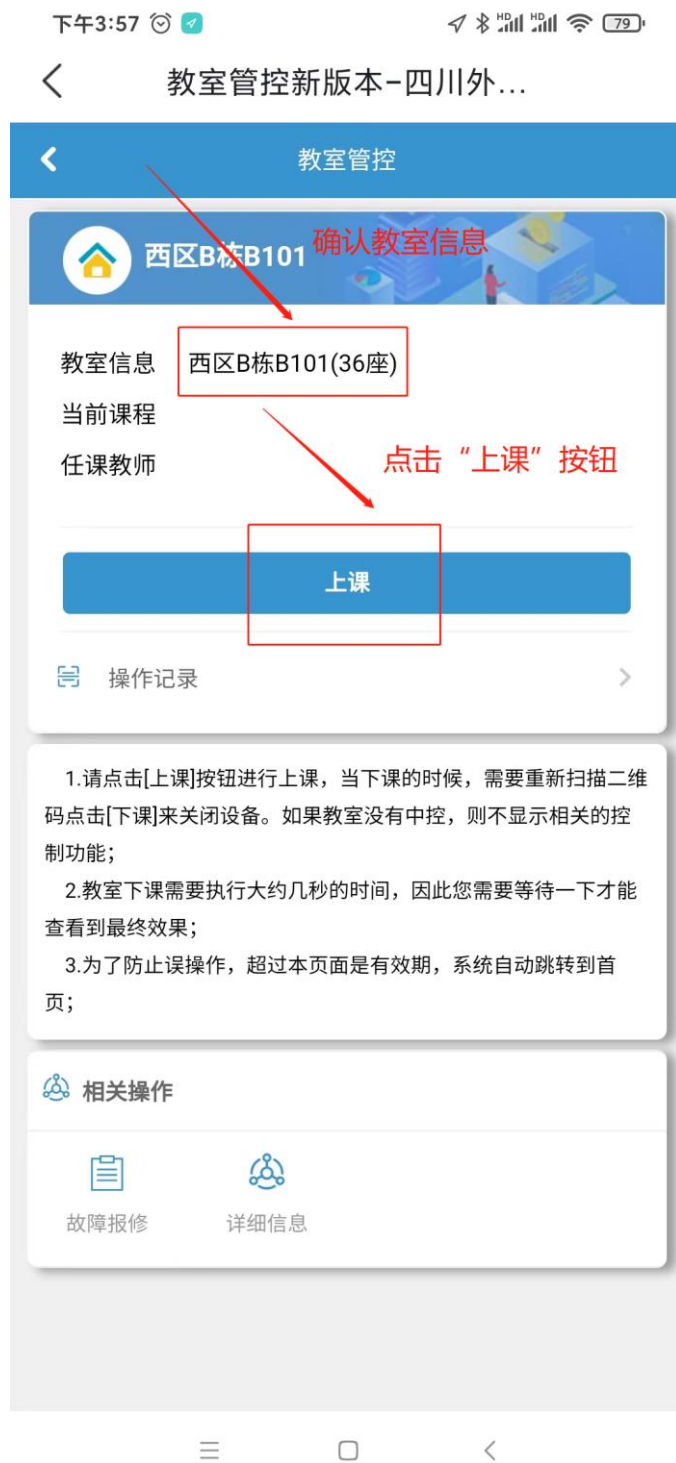 下午3:57
79
教室管控新版本-四川外...
教室管控
西区B栋B101
确认教室信息
教室信息 西区B栋B101(36座)
当前课程
任课教师
点击“上课”按钮
上课
操作记录
1.请点击[上课]按钮进行上课，当下课的时候，需要重新扫描二维
码点击[下课]来关闭设备。如果教室没有中控，则不显示相关的控
制功能；
2.教室下课需要执行大约几秒的时间，因此您需要等待一下才能
查看到最终效果；
3.为了防止误操作，超过本页面是有效期，系统自动跳转到首
页；
相关操作
故障报修 详细信息